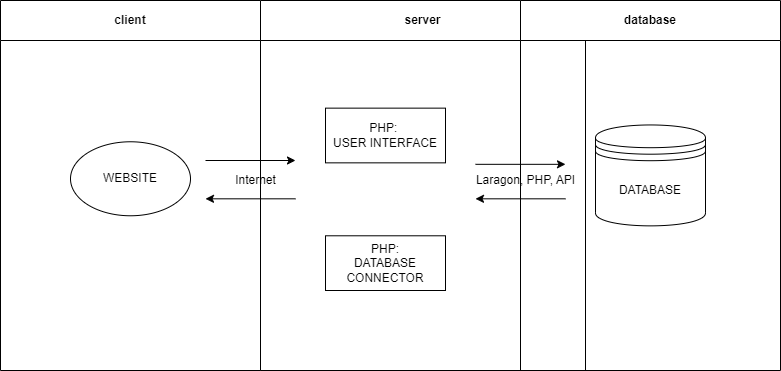 client
server
database
WEBSITE
Internet
PHP:
USER INTERFACE
PHP:
DATABASE
CONNECTOR
Laragon, PHP, API
DATABASE